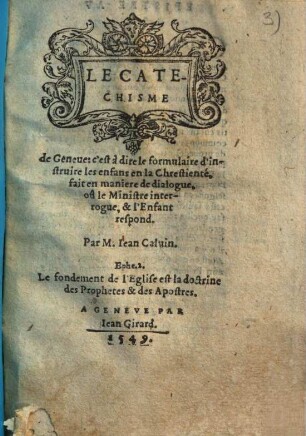 3)
LE CATE-
CHISME
de Geneue: c'est à dire le formulaire d'in-
struire les enfans en la Chrestienté,
fait en maniere de dialogue,
où le Ministre inter-
rogue, & l'Enfant
respond.
Par M. Iean Caluin.
Ephe. 2.
Le fondement de l'Eglise est la doctrine
des Prophetes & des Apostres.
A GENEVE PAR
Iean Girard.
1549.